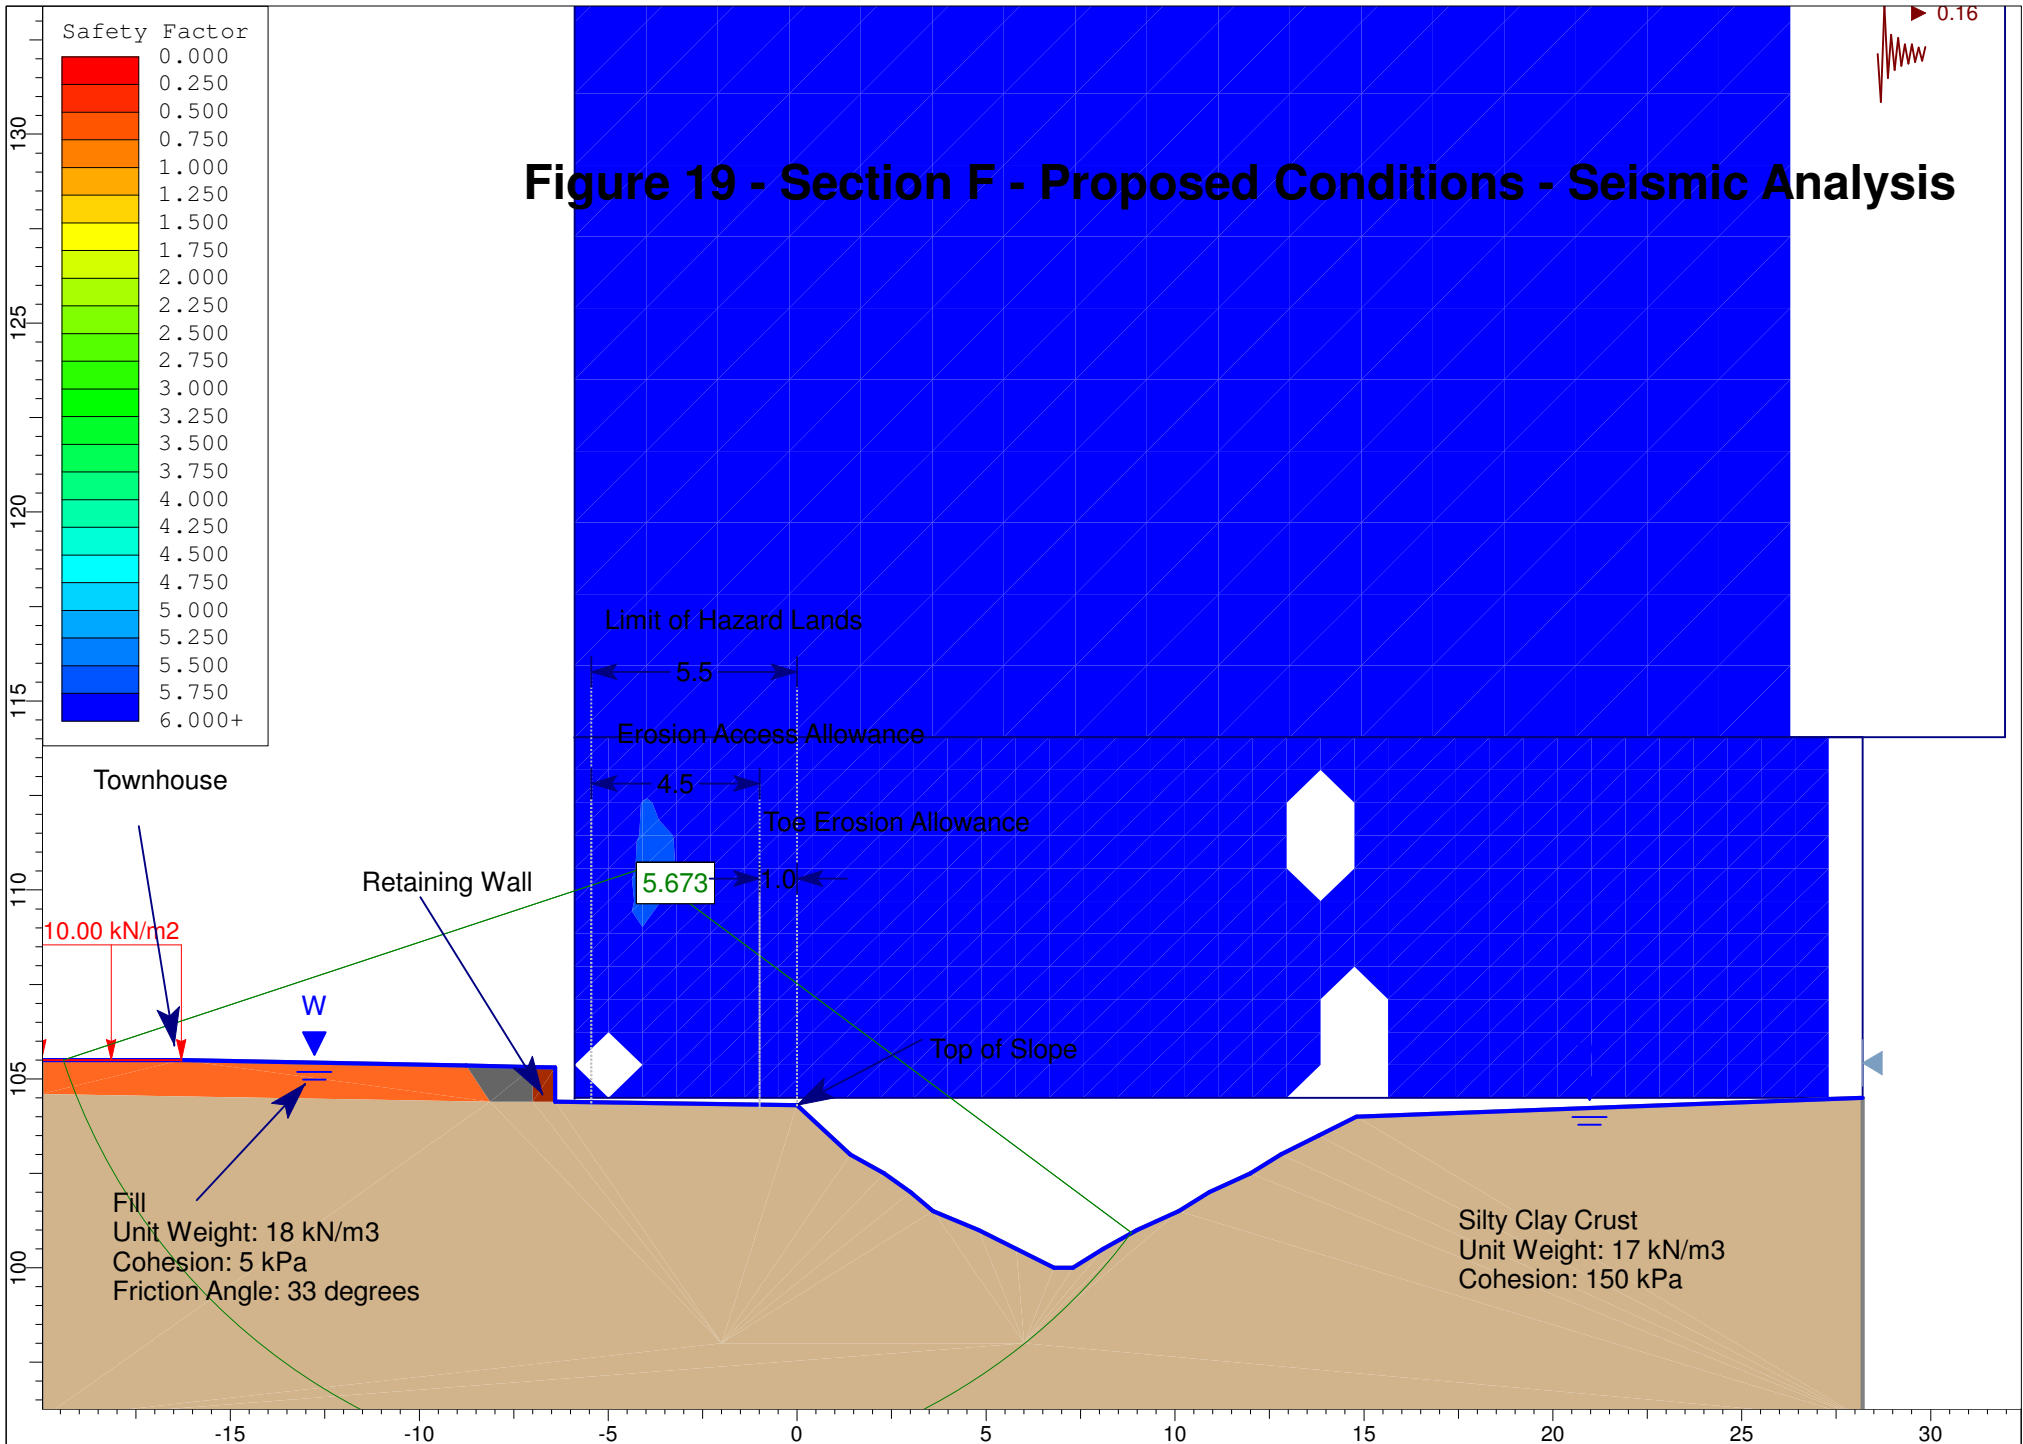 0.16
Safety Factor
0.000
0.250
0.500
0.750
1.000
1.250
1.500
1.750
2.000
2.250
2.500
2.750
3.000
3.250
3.500
3.750
4.000
4.250
4.500
4.750
5.000
5.250
5.500
5.750
6.000+
Figure 19 - Section F - Proposed Conditions - Seismic Analysis
130
125
120
115
110
105
100
Limit of Hazard Lands
5.5
Erosion Access Allowance
4.5
Toe Erosion Allowance
1.0
5.673
Townhouse
Retaining Wall
10.00 kN/m2
W
Top of Slope
Fill
Unit Weight: 18 kN/m3
Cohesion: 5 kPa
Friction Angle: 33 degrees
Silty Clay Crust
Unit Weight: 17 kN/m3
Cohesion: 150 kPa
-15
-10
-5
0
5
10
15
20
25
30